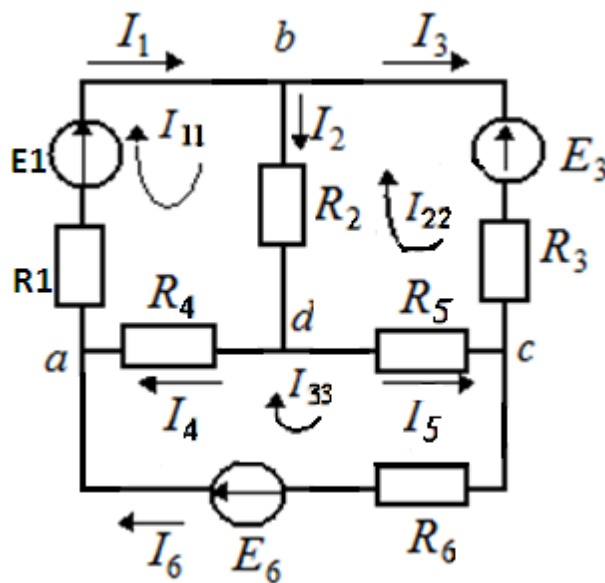 I₁ b I₃
E1 I₁₁ I₂ E₃
R₂ I₂₂
R1 R₄ d R₅ R₃
a c
I₄ I₃₃ I₅
I₆ E₆ R₆